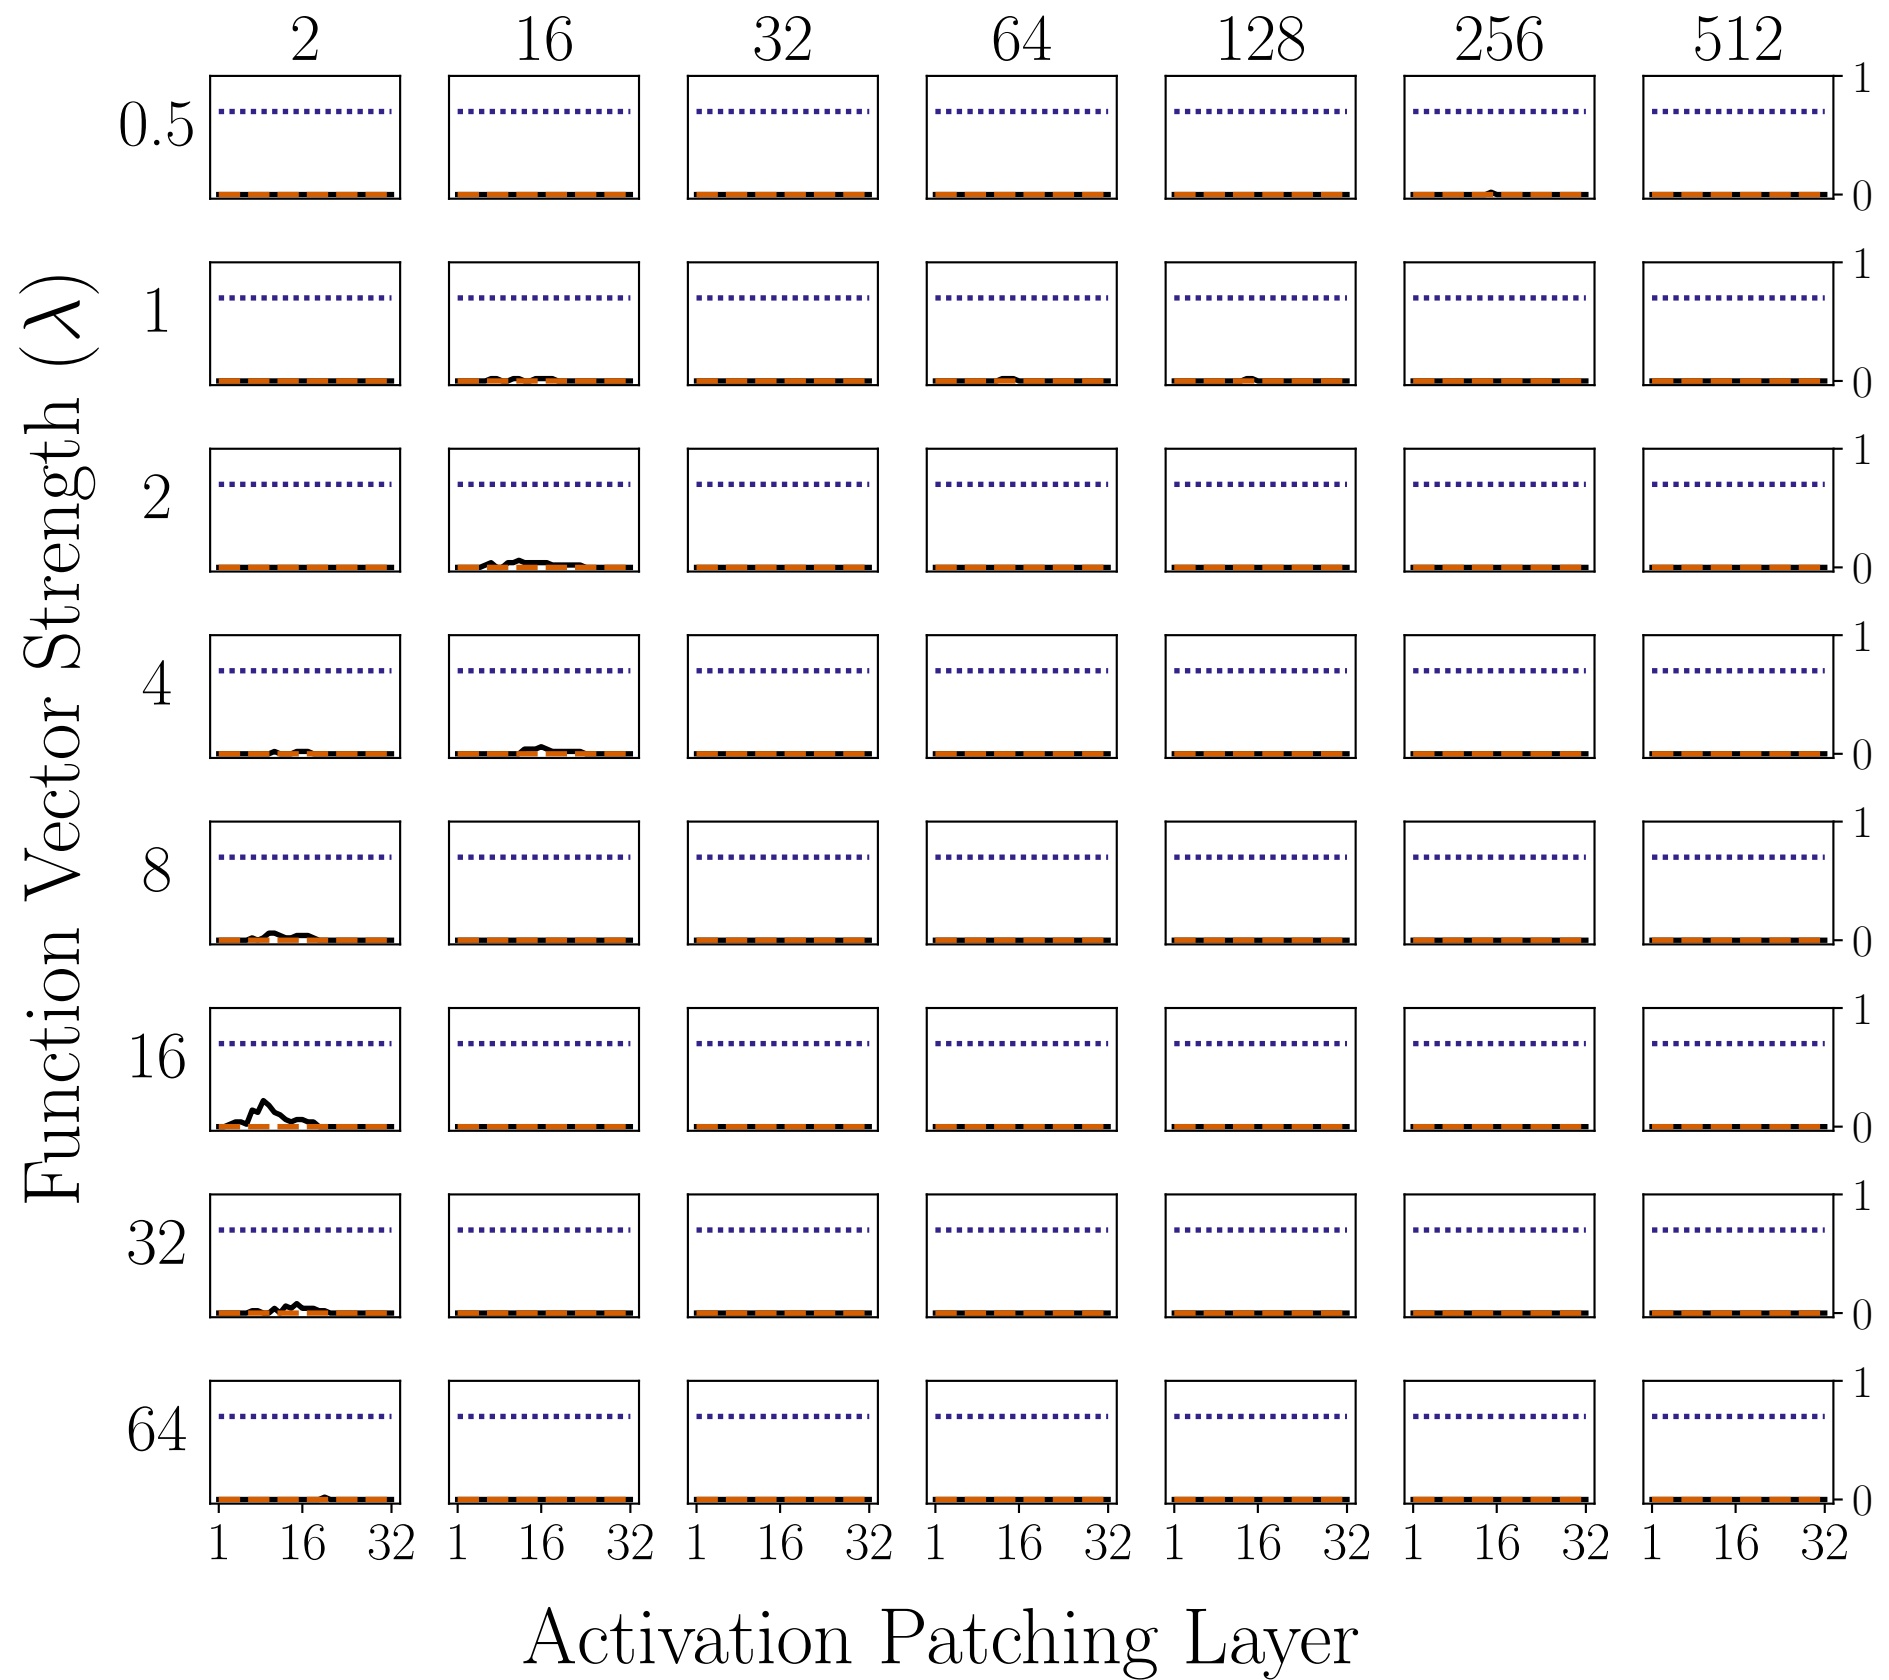 2 16 32 64 128 256 512
Function Vector Strength (λ)
0.5 1 0
1 1 0
2 1 0
4 1 0
8 1 0
16 1 0
32 1 0
64 1 0
1 16 32 1 16 32 1 16 32 1 16 32 1 16 32 1 16 32 1 16 32
Activation Patching Layer